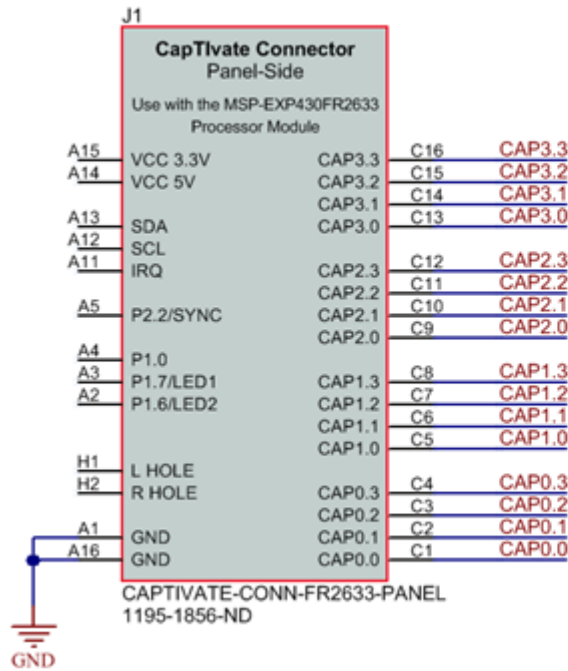 J1
CapTIvate Connector
Panel-Side
Use with the MSP-EXP430FR2633
Processor Module
A15 VCC 3.3V CAP3.3 C16 CAP3.3
A14 VCC 5V CAP3.2 C15 CAP3.2
CAP3.1 C14 CAP3.1
A13 SDA CAP3.0 C13 CAP3.0
A12 SCL
A11 IRQ CAP2.3 C12 CAP2.3
CAP2.2 C11 CAP2.2
A5 P2.2/SYNC CAP2.1 C10 CAP2.1
CAP2.0 C9 CAP2.0
A4 P1.0
A3 P1.7/LED1 CAP1.3 C8 CAP1.3
A2 P1.6/LED2 CAP1.2 C7 CAP1.2
CAP1.1 C6 CAP1.1
CAP1.0 C5 CAP1.0
H1 L HOLE
H2 R HOLE CAP0.3 C4 CAP0.3
CAP0.2 C3 CAP0.2
A1 GND CAP0.1 C2 CAP0.1
A16 GND CAP0.0 C1 CAP0.0
CAPTIVATE-CONN-FR2633-PANEL
1195-1856-ND
GND